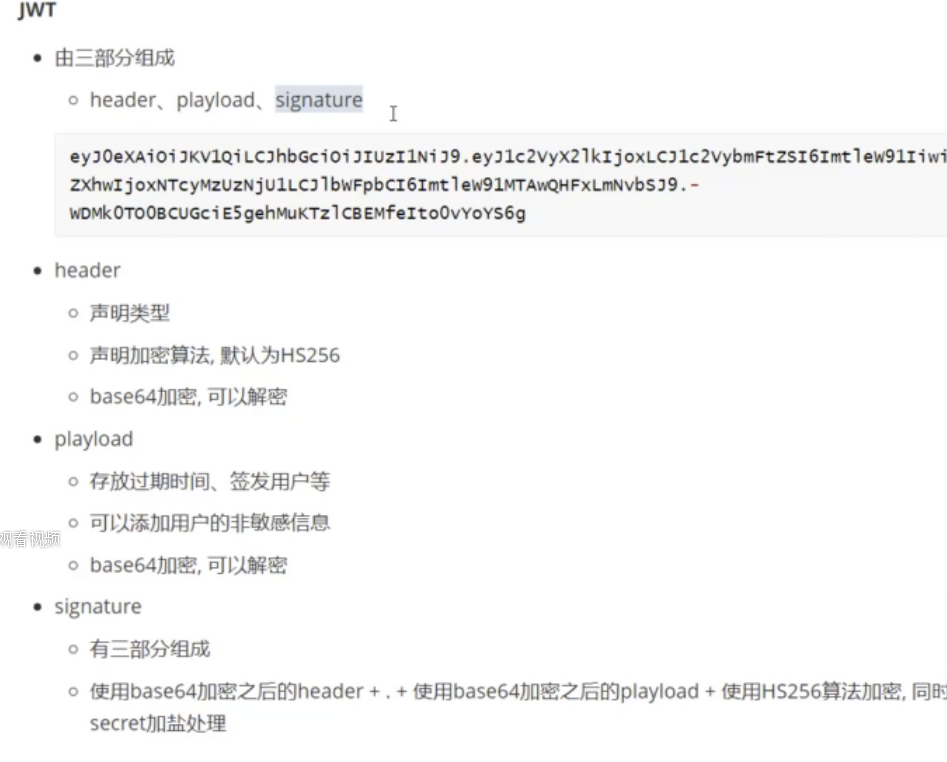 JWT
由三部分组成
header、playload、signature
eyJ0eXAiOiJKV1QiLCJhbGciOiJIUzI1NiJ9.eyJ1c2VyX2lkIjoxLCJ1c2VybmFtZSI6ImtleW91Iiwi
ZXhwIjoxNTcyMzUzNjU1LCJlbWFpbCI6ImtleW91MTAwQHFxLmNvbSJ9.-
WDMk0TO0BCUGciE5gehMuKTzlCBEMfeIto0vYoYS6g
header
声明类型
声明加密算法, 默认为HS256
base64加密, 可以解密
playload
存放过期时间、签发用户等
可以添加用户的非敏感信息
观看视频
base64加密, 可以解密
signature
有三部分组成
使用base64加密之后的header + . + 使用base64加密之后的playload + 使用HS256算法加密, 同时
secret加盐处理